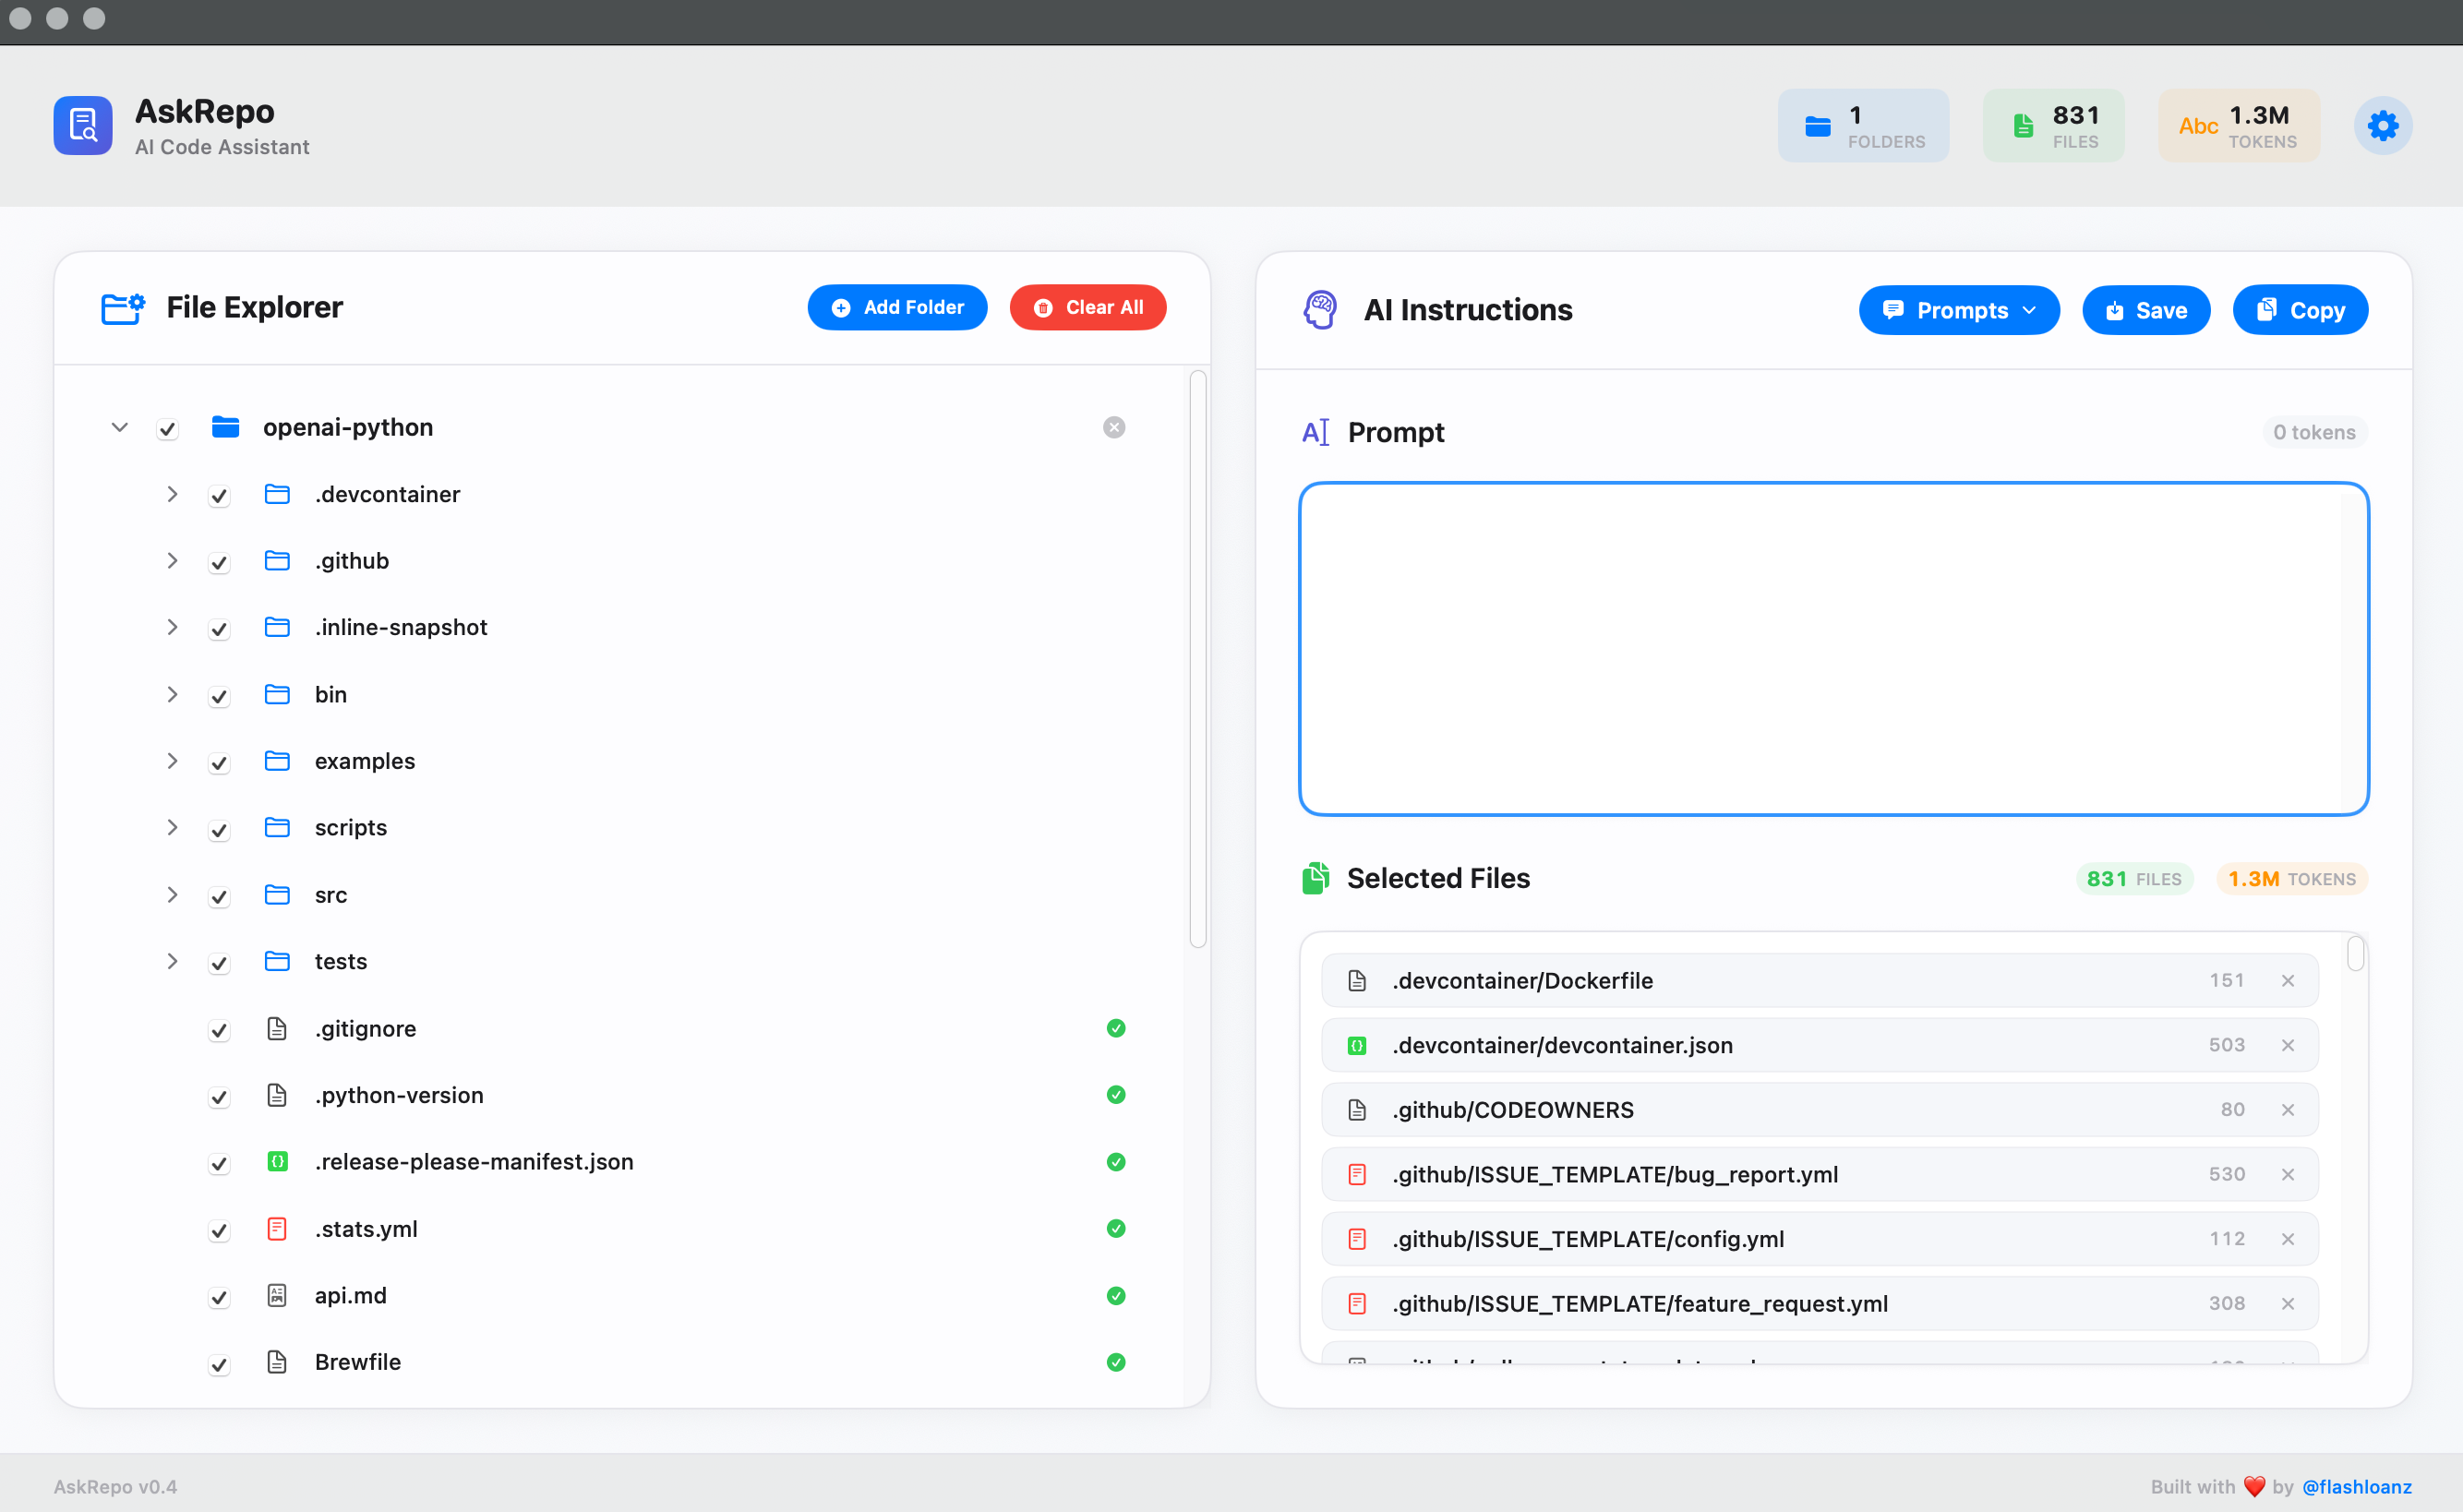 AskRepo
AI Code Assistant
1
FOLDERS
831
FILES
Abc
1.3M
TOKENS
File Explorer
Add Folder
Clear All
openai-python
.devcontainer
.github
.inline-snapshot
bin
examples
scripts
src
tests
.gitignore
.python-version
.release-please-manifest.json
.stats.yml
api.md
Brewfile
AI Instructions
Prompts
Save
Copy
Prompt
0 tokens
Selected Files
831 FILES
1.3M TOKENS
.devcontainer/Dockerfile 151
.devcontainer/devcontainer.json 503
.github/CODEOWNERS 80
.github/ISSUE_TEMPLATE/bug_report.yml 530
.github/ISSUE_TEMPLATE/config.yml 112
.github/ISSUE_TEMPLATE/feature_request.yml 308
AskRepo v0.4
Built with ❤️ by @flashloanz